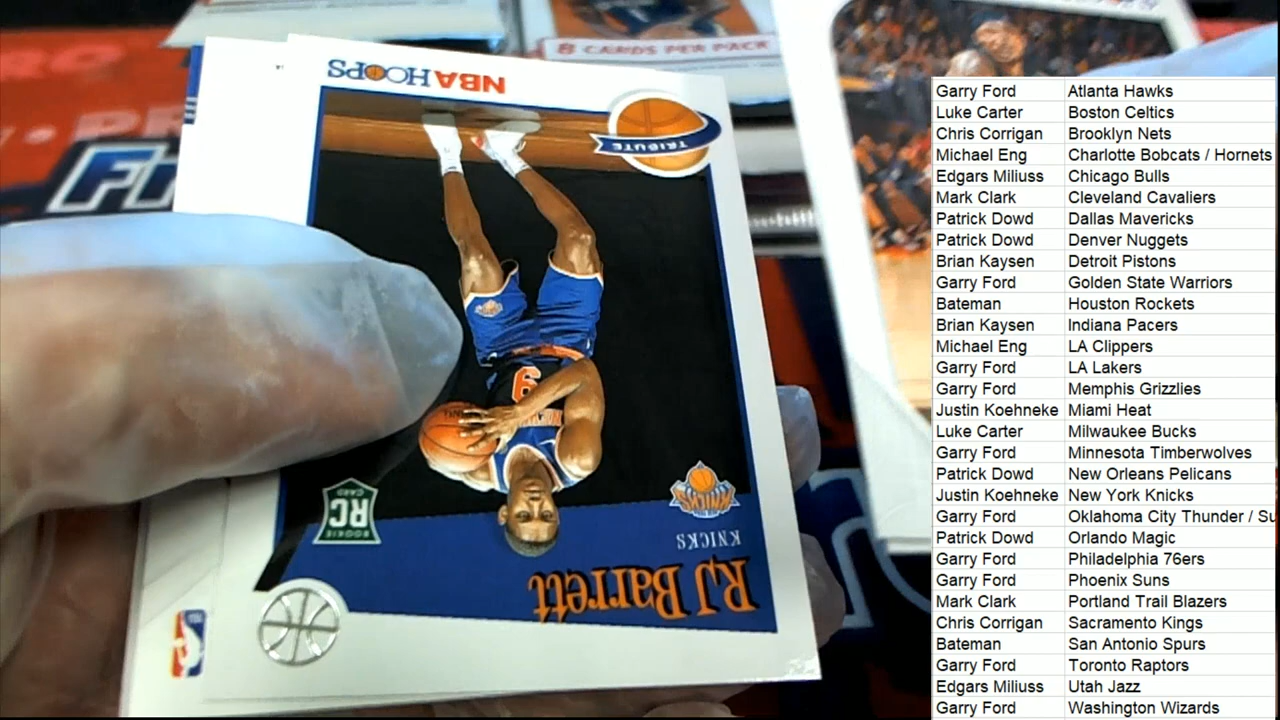 8 CARDS PER PACK
NBA HOOPS
TRIBUTE
ROOKIE
RC
CARD
KNICKS
KNICKS
RJ Barrett
9
Garry Ford Atlanta Hawks
Luke Carter Boston Celtics
Chris Corrigan Brooklyn Nets
Michael Eng Charlotte Bobcats / Hornets
Edgars Miliuss Chicago Bulls
Mark Clark Cleveland Cavaliers
Patrick Dowd Dallas Mavericks
Patrick Dowd Denver Nuggets
Brian Kaysen Detroit Pistons
Garry Ford Golden State Warriors
Bateman Houston Rockets
Brian Kaysen Indiana Pacers
Michael Eng LA Clippers
Garry Ford LA Lakers
Garry Ford Memphis Grizzlies
Justin Koehneke Miami Heat
Luke Carter Milwaukee Bucks
Garry Ford Minnesota Timberwolves
Patrick Dowd New Orleans Pelicans
Justin Koehneke New York Knicks
Garry Ford Oklahoma City Thunder / Su
Patrick Dowd Orlando Magic
Garry Ford Philadelphia 76ers
Garry Ford Phoenix Suns
Mark Clark Portland Trail Blazers
Chris Corrigan Sacramento Kings
Bateman San Antonio Spurs
Garry Ford Toronto Raptors
Edgars Miliuss Utah Jazz
Garry Ford Washington Wizards